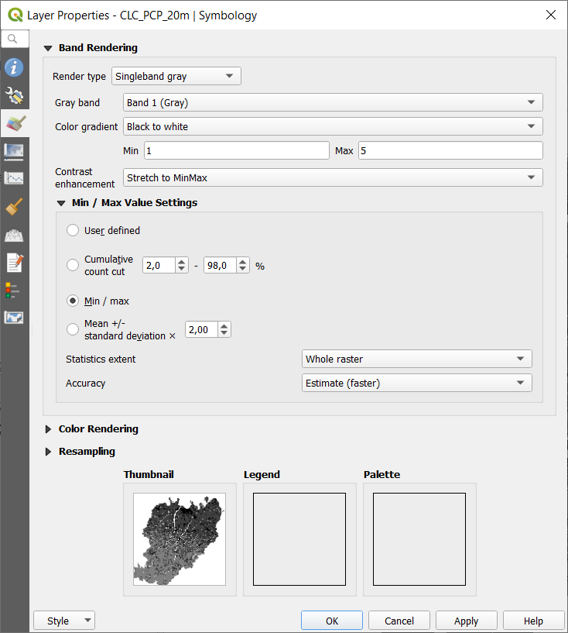 Layer Properties - CLC_PCP_20m | Symbology
Band Rendering
Render type Singleband gray
Gray band Band 1 (Gray)
Color gradient Black to white
Min 1 Max 5
Contrast
enhancement Stretch to MinMax
Min / Max Value Settings
User defined
Cumulative
count cut 2,0 - 98,0 %
Min / max
Mean +/-
standard deviation × 2,00
Statistics extent Whole raster
Accuracy Estimate (faster)
Color Rendering
Resampling
Thumbnail Legend Palette
Style OK Cancel Apply Help